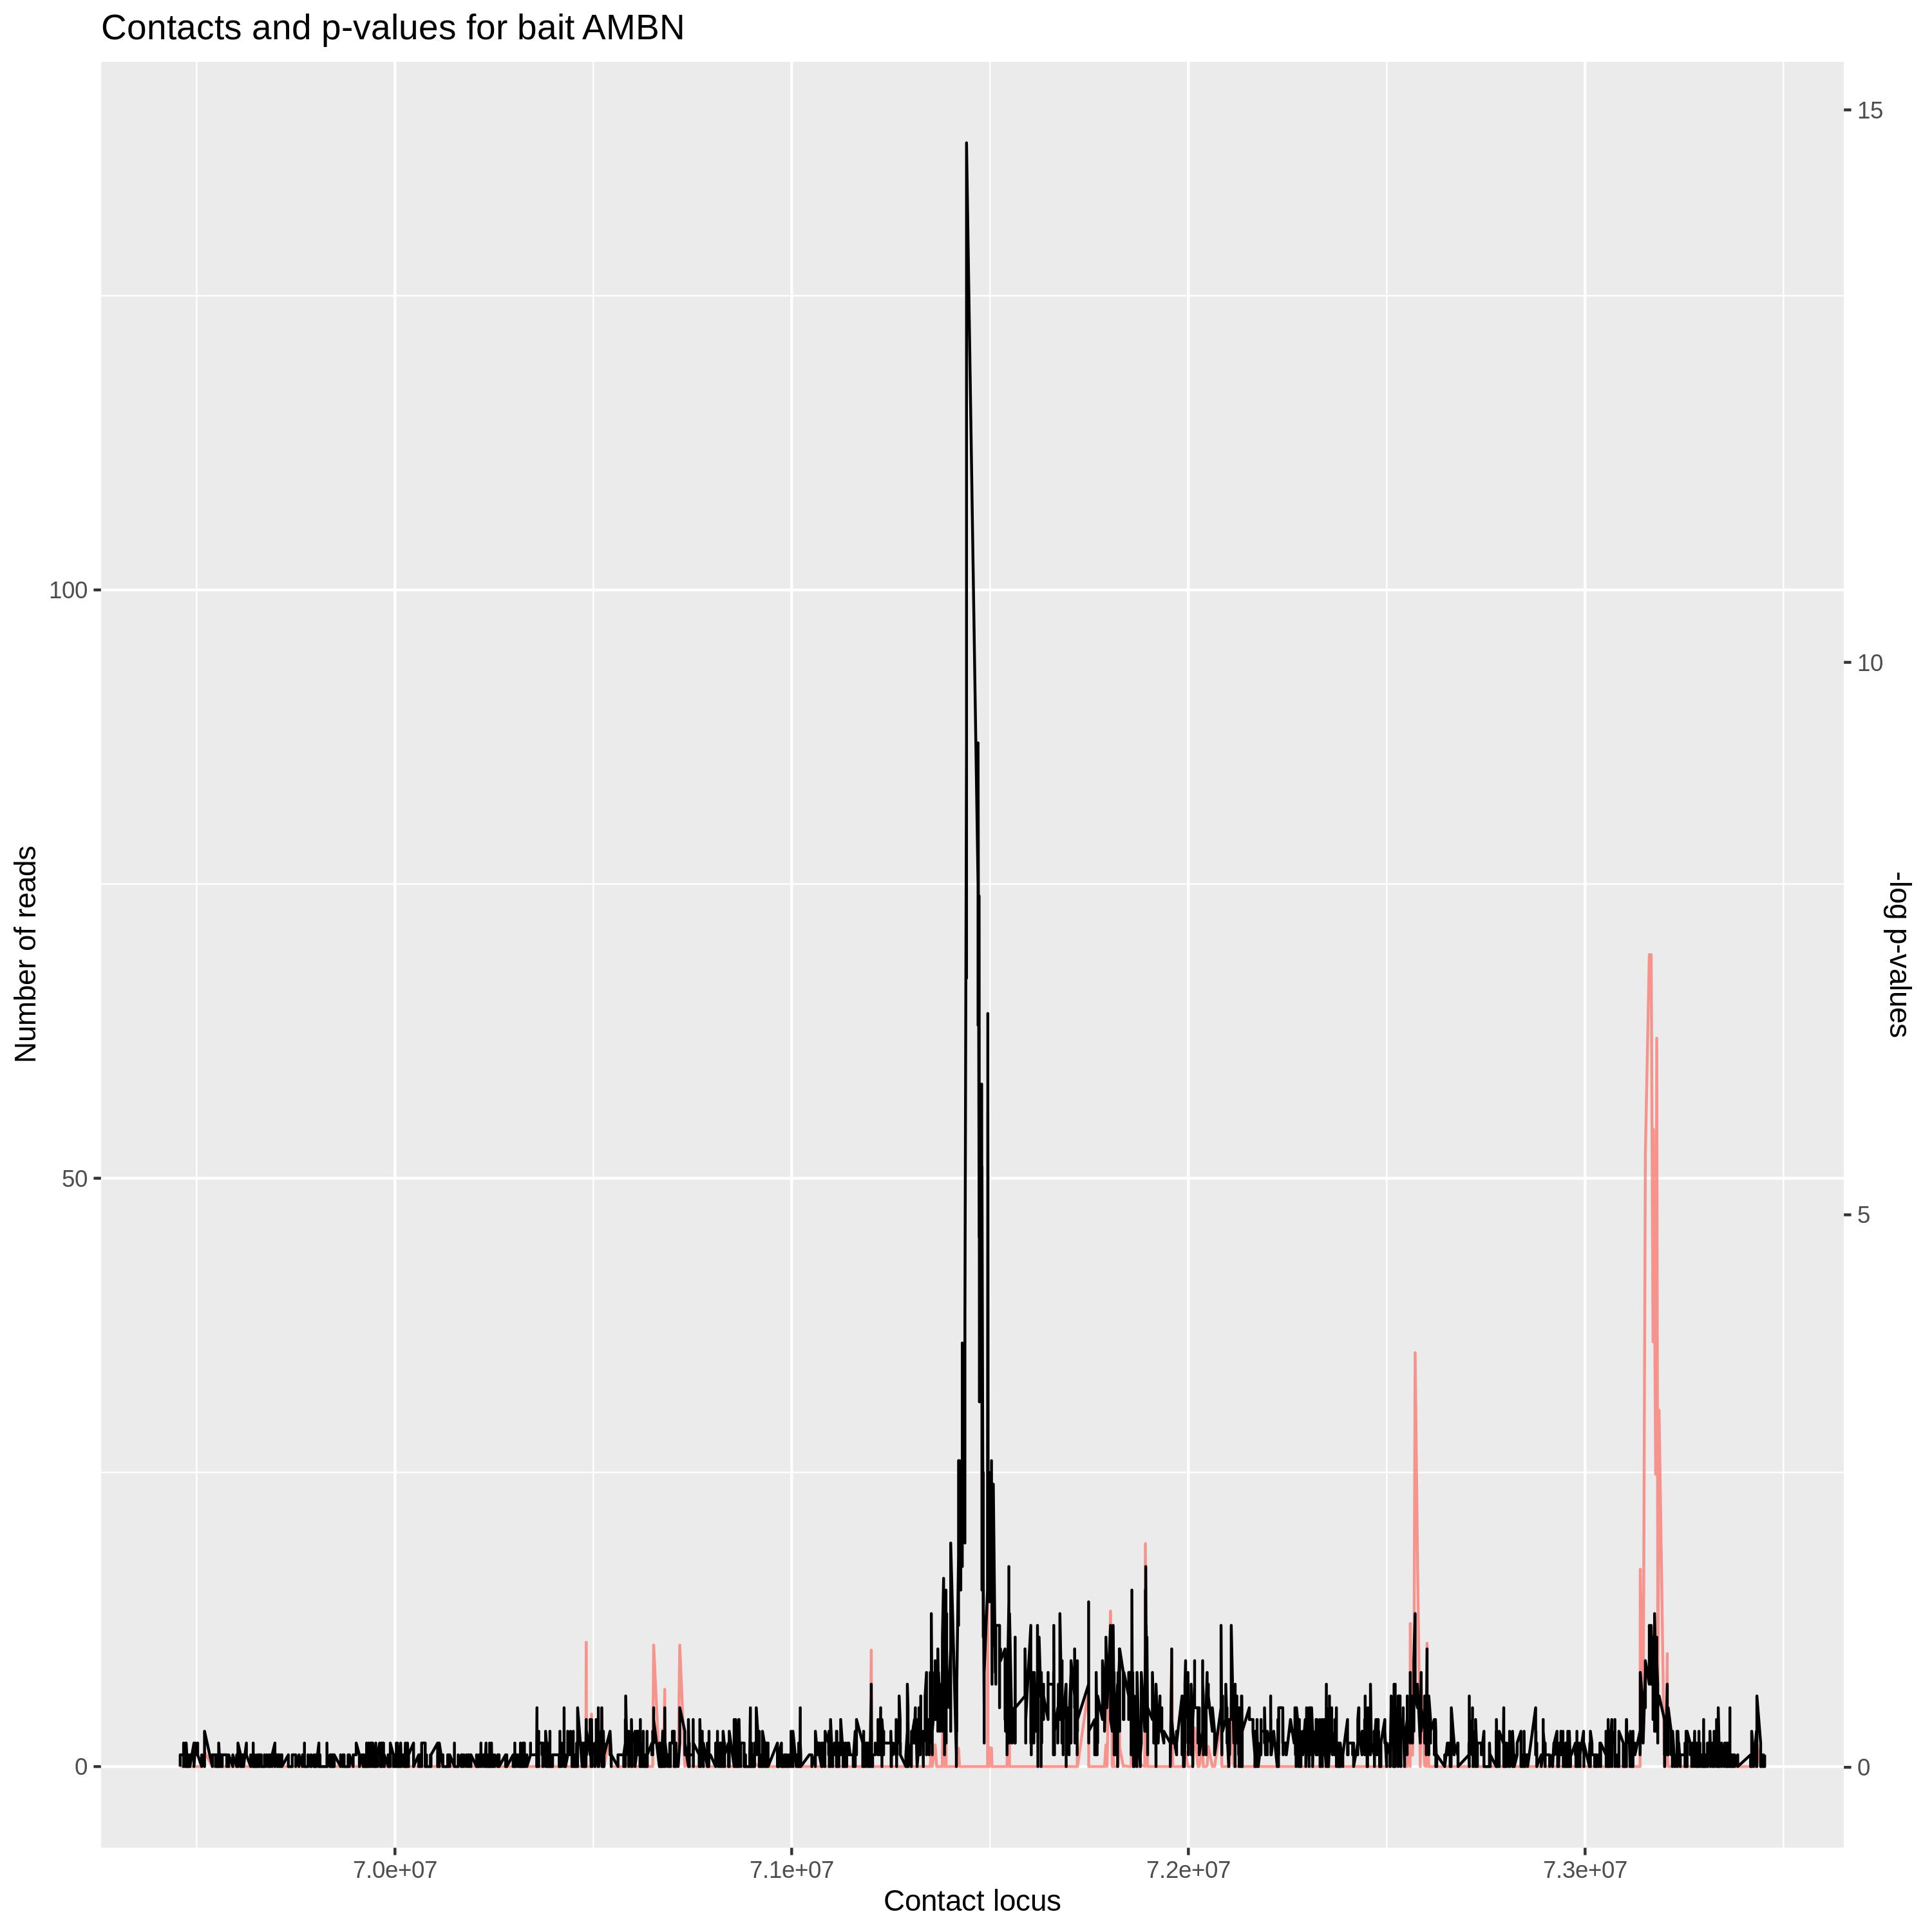 Contacts and p-values for bait AMBN
Number of reads
100
50
0
15
10
5
0
-log p-values
7.0e+07
7.1e+07
7.2e+07
7.3e+07
Contact locus